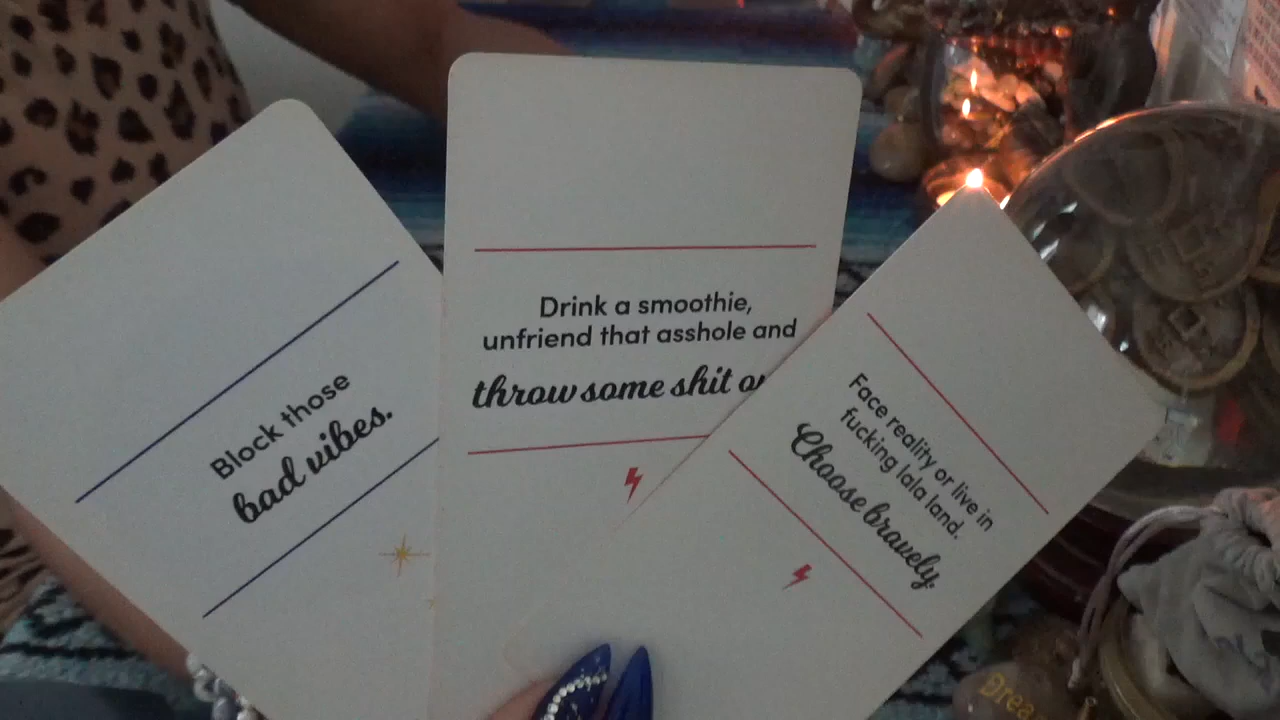 Block those
bad vibes.
Drink a smoothie,
unfriend that asshole and
throw some shit
Face reality or live in
fucking lala land.
Choose bravely.